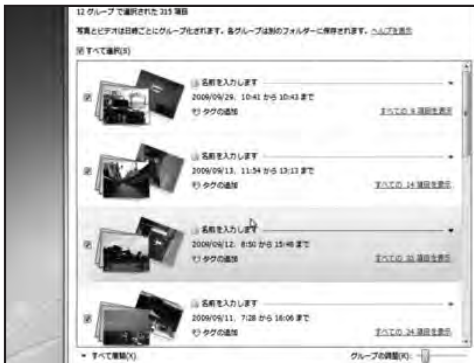 12 グループ で選択された 315 項目
写真とビデオは日時ごとにグループ化されます。各グループは別のフォルダーに保存されます。 ヘルプを表示
すべて選択(S)
名前を入力します
2009/09/29、10:41 から 10:43 まで
タグの追加 すべての 9 項目を表示
名前を入力します
2009/09/13、11:54 から 13:13 まで
タグの追加 すべての 14 項目を表示
名前を入力します
2009/09/12、8:50 から 15:46 まで
タグの追加 すべての 項目を表示
名前を入力します
2009/09/11、7:28 から 16:06 まで
タグの追加 すべての 34 項目を表示
すべて展開(X) グループの調整(R):